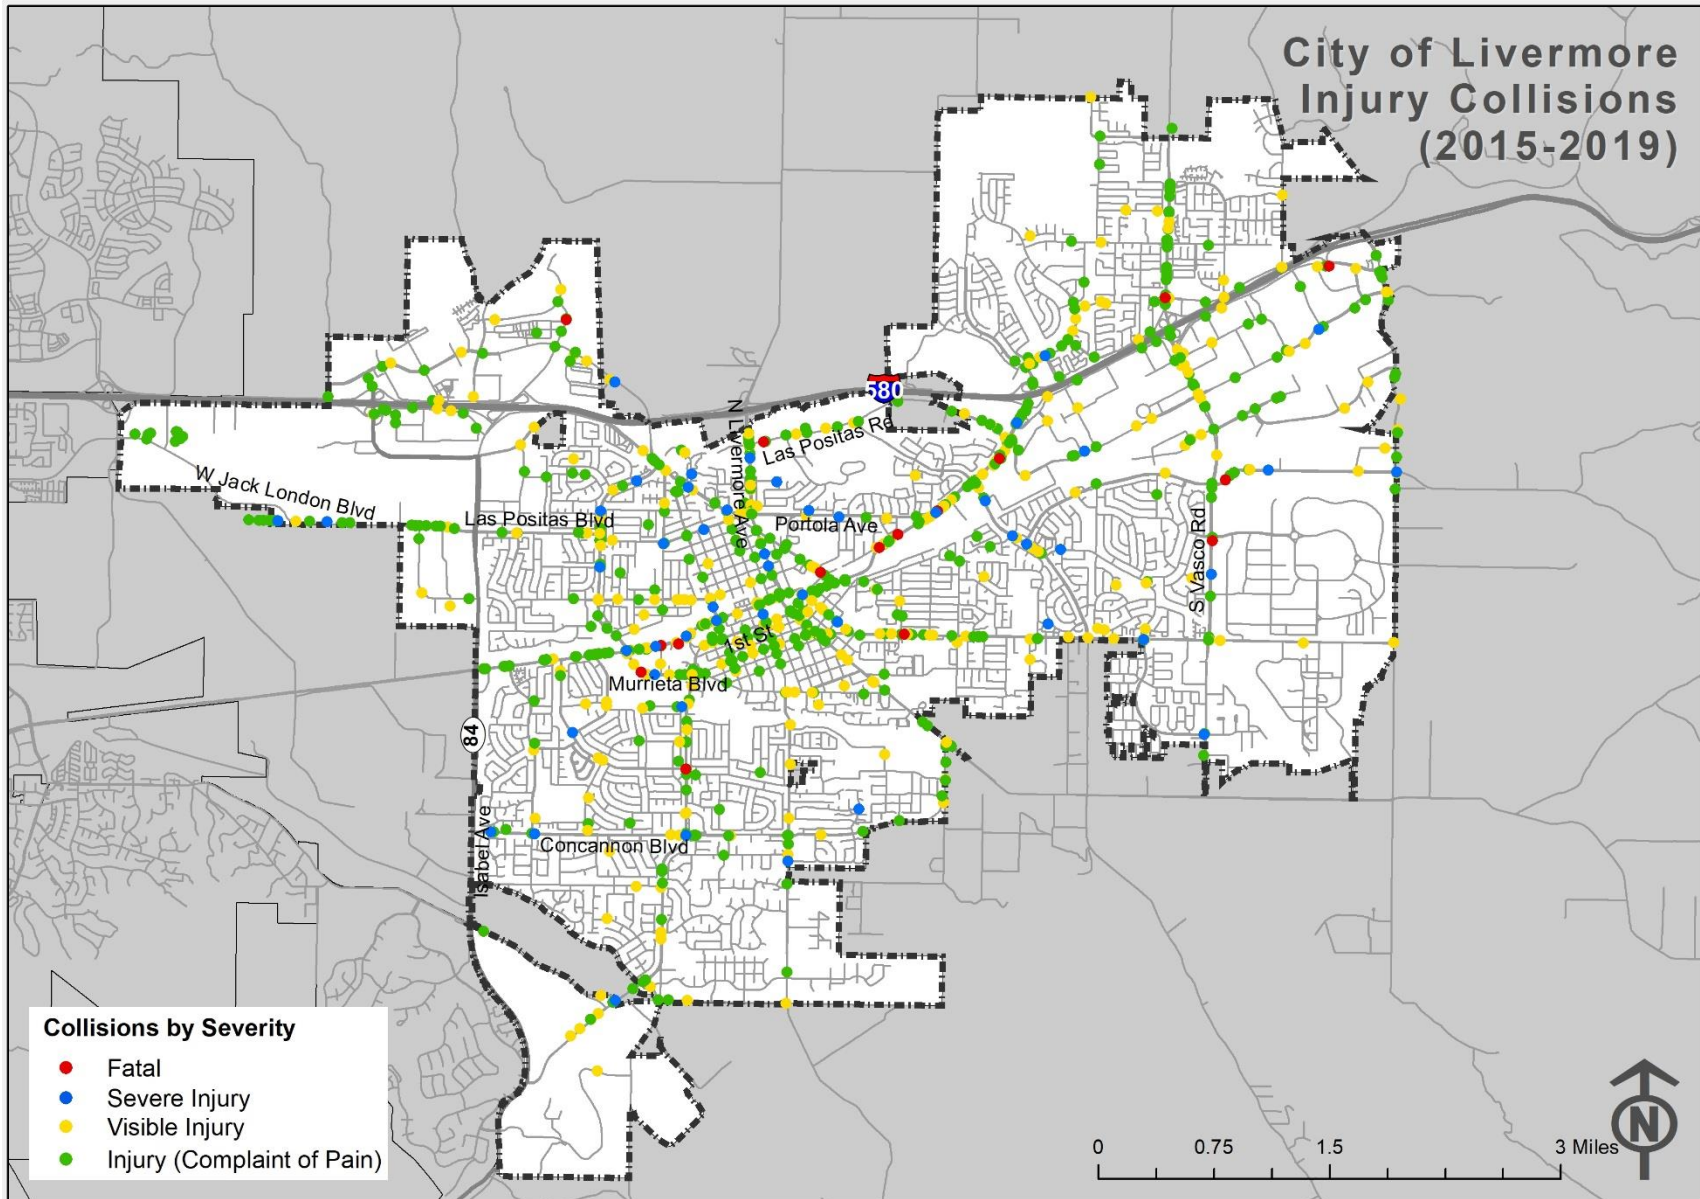 City of Livermore
Injury Collisions
(2015-2019)
580
N Livermore Ave
Las Positas Rd
W Jack London Blvd
Las Positas Blvd
Portola Ave
S Vasco Rd
1st St
Murrieta Blvd
84
Isabel Ave
Concannon Blvd
Collisions by Severity
Fatal
Severe Injury
Visible Injury
Injury (Complaint of Pain)
0 0.75 1.5 3 Miles
N